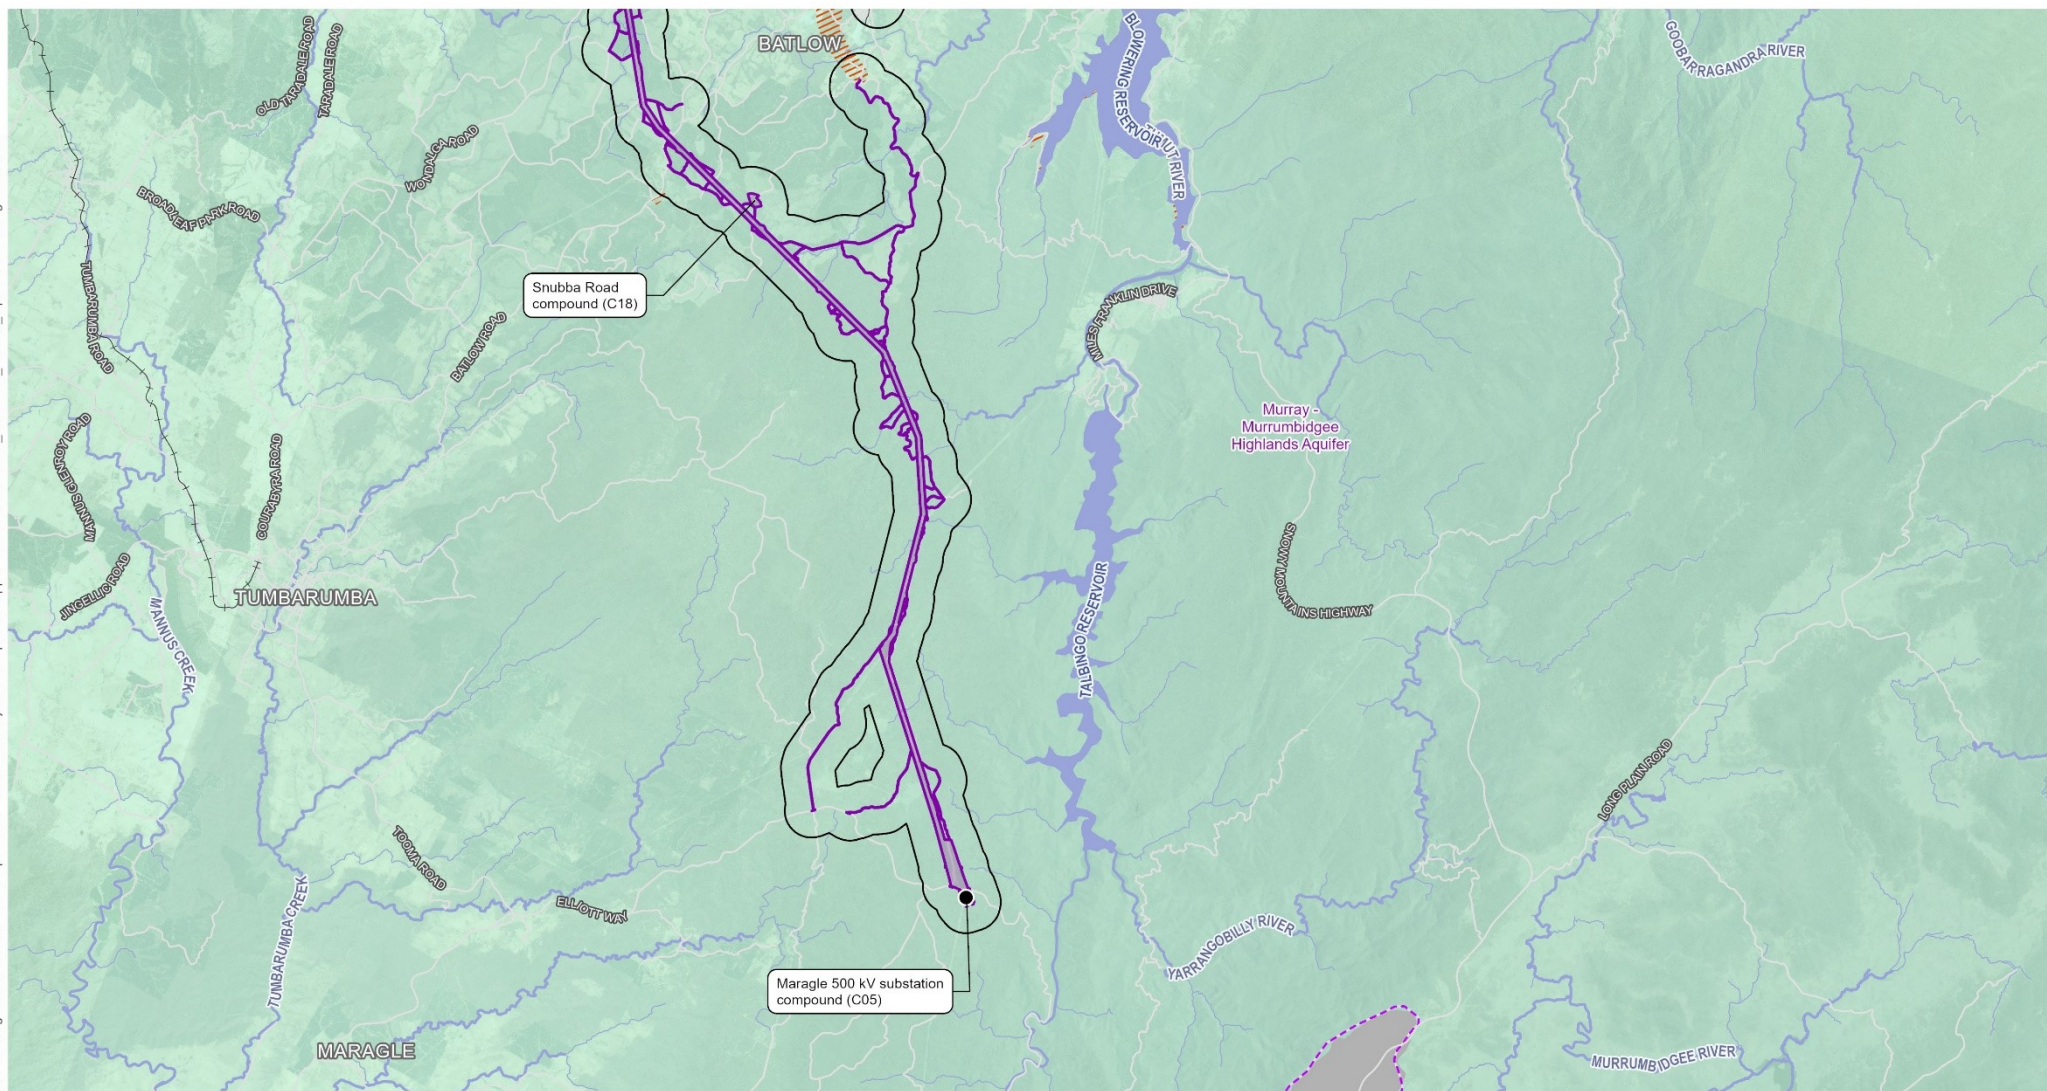 OLD TARADALE ROAD
TARADALE ROAD
BATLOW
BLOWERING RESERVOIR
RIVER
GOOBARRAGANDRA RIVER
WONDALGA ROAD
BROADLEAF PARK ROAD
TUMBARUMBA ROAD
Snubba Road
compound (C18)
MILES FRANKLIN DRIVE
BATLOW ROAD
Murray -
Murrumbidgee
Highlands Aquifer
MANNUS GLENROY ROAD
COURABYRA ROAD
JINGELLIC ROAD
TUMBARUMBA
MANNUS CREEK
SNOWY MOUNTAINS HIGHWAY
TALBINGO RESERVOIR
LONG PLAIN ROAD
TOOMA ROAD
ELLIOTT WAY
TUMBARUMBA CREEK
YARRANGOBILLY RIVER
Maragle 500 kV substation
compound (C05)
MARAGLE
MURRUMBIDGEE RIVER